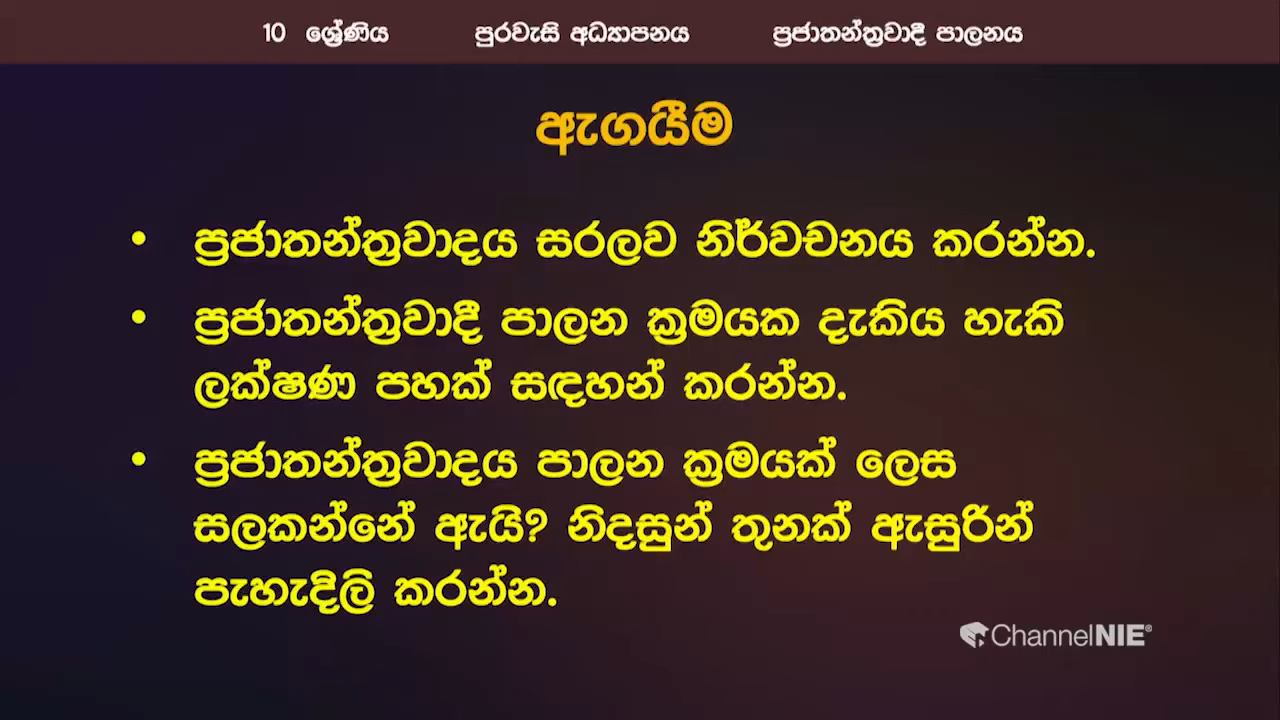 10 ශ්‍රේණිය පුරවැසි අධ්‍යාපනය ප්‍රජාතන්ත්‍රවාදී පාලනය
ඇගයීම
• ප්‍රජාතන්ත්‍රවාදය සරලව නිර්වචනය කරන්න.
• ප්‍රජාතන්ත්‍රවාදී පාලන ක්‍රමයක දැකිය හැකි
ලක්ෂණ පහක් සඳහන් කරන්න.
• ප්‍රජාතන්ත්‍රවාදය පාලන ක්‍රමයක් ලෙස
සලකන්නේ ඇයි? නිදසුන් තුනක් ඇසුරින්
පැහැදිලි කරන්න.
ChannelNIE®